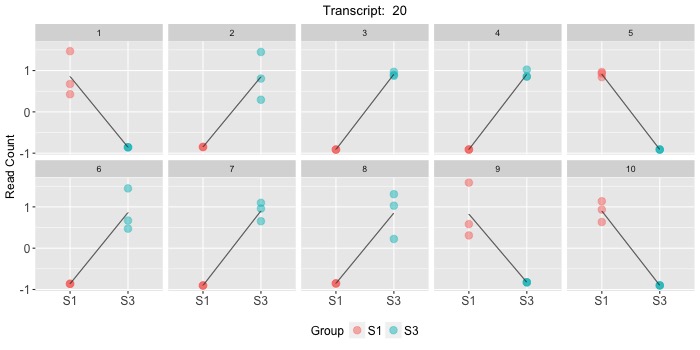 Transcript: 20
1 2 3 4 5
1
0
-1
6 7 8 9 10
1
0
-1
Read Count
S1 S3 S1 S3 S1 S3 S1 S3 S1 S3
Group S1 S3